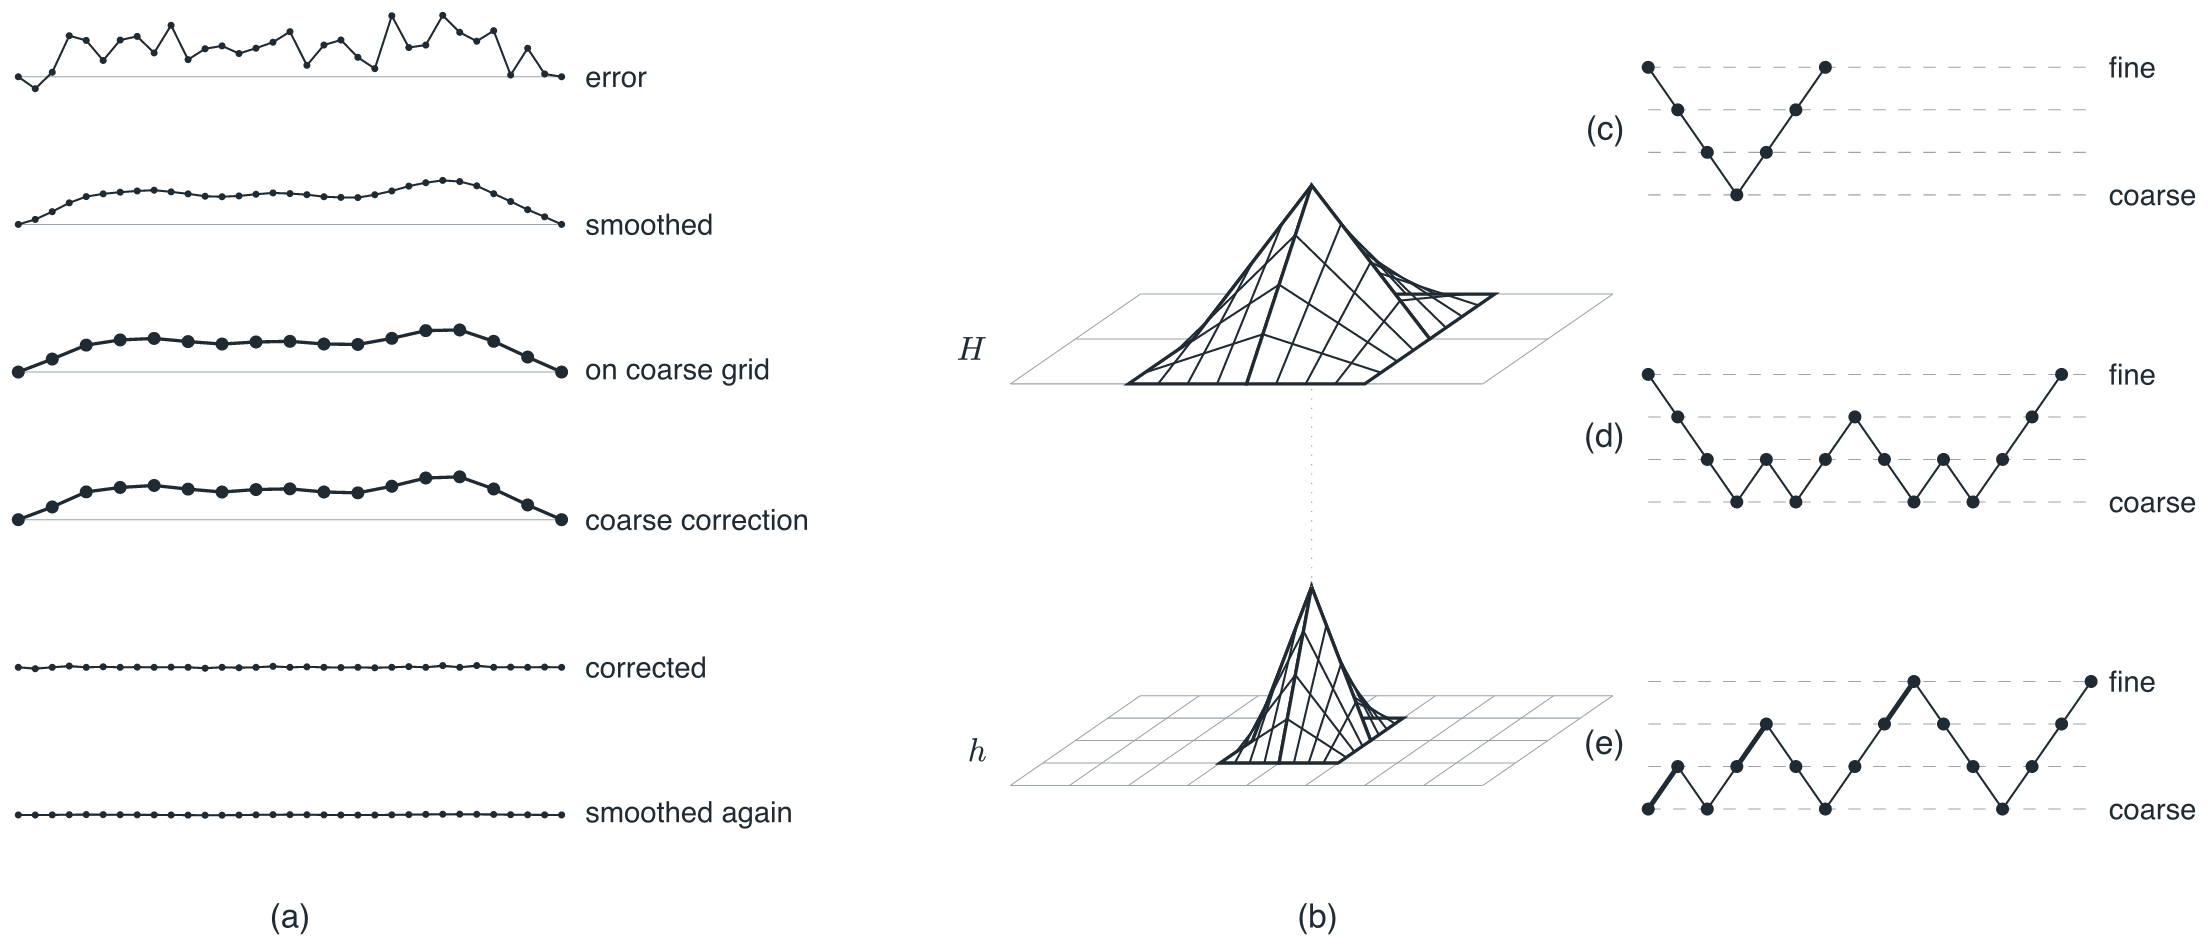 error
smoothed
on coarse grid
coarse correction
corrected
smoothed again
(a)
H
h
(b)
(c)
fine
coarse
(d)
fine
coarse
(e)
fine
coarse